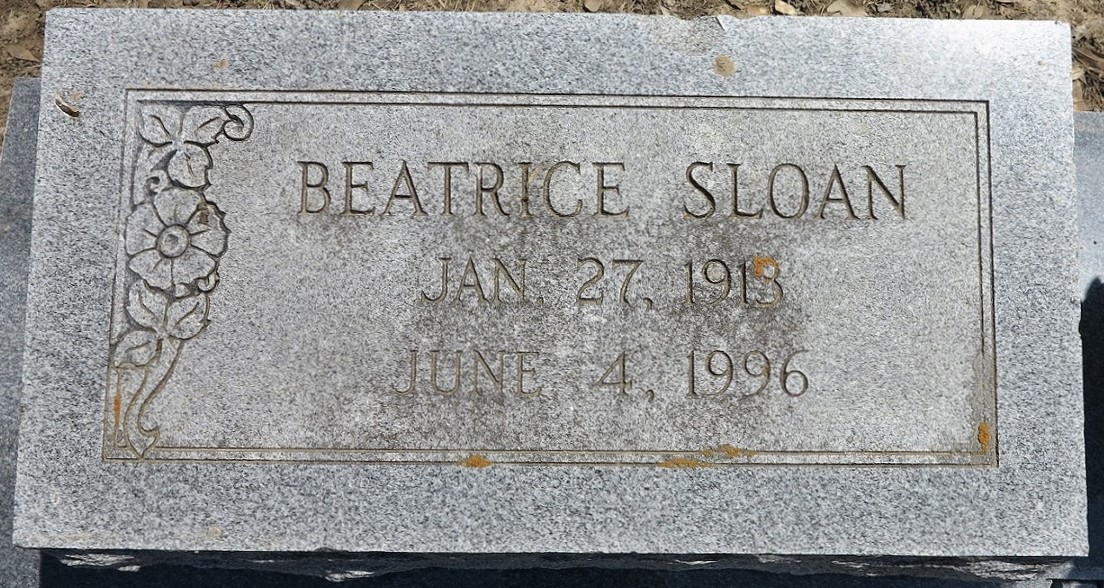 BEATRICE SLOAN
JAN. 27, 1913
JUNE 4, 1996